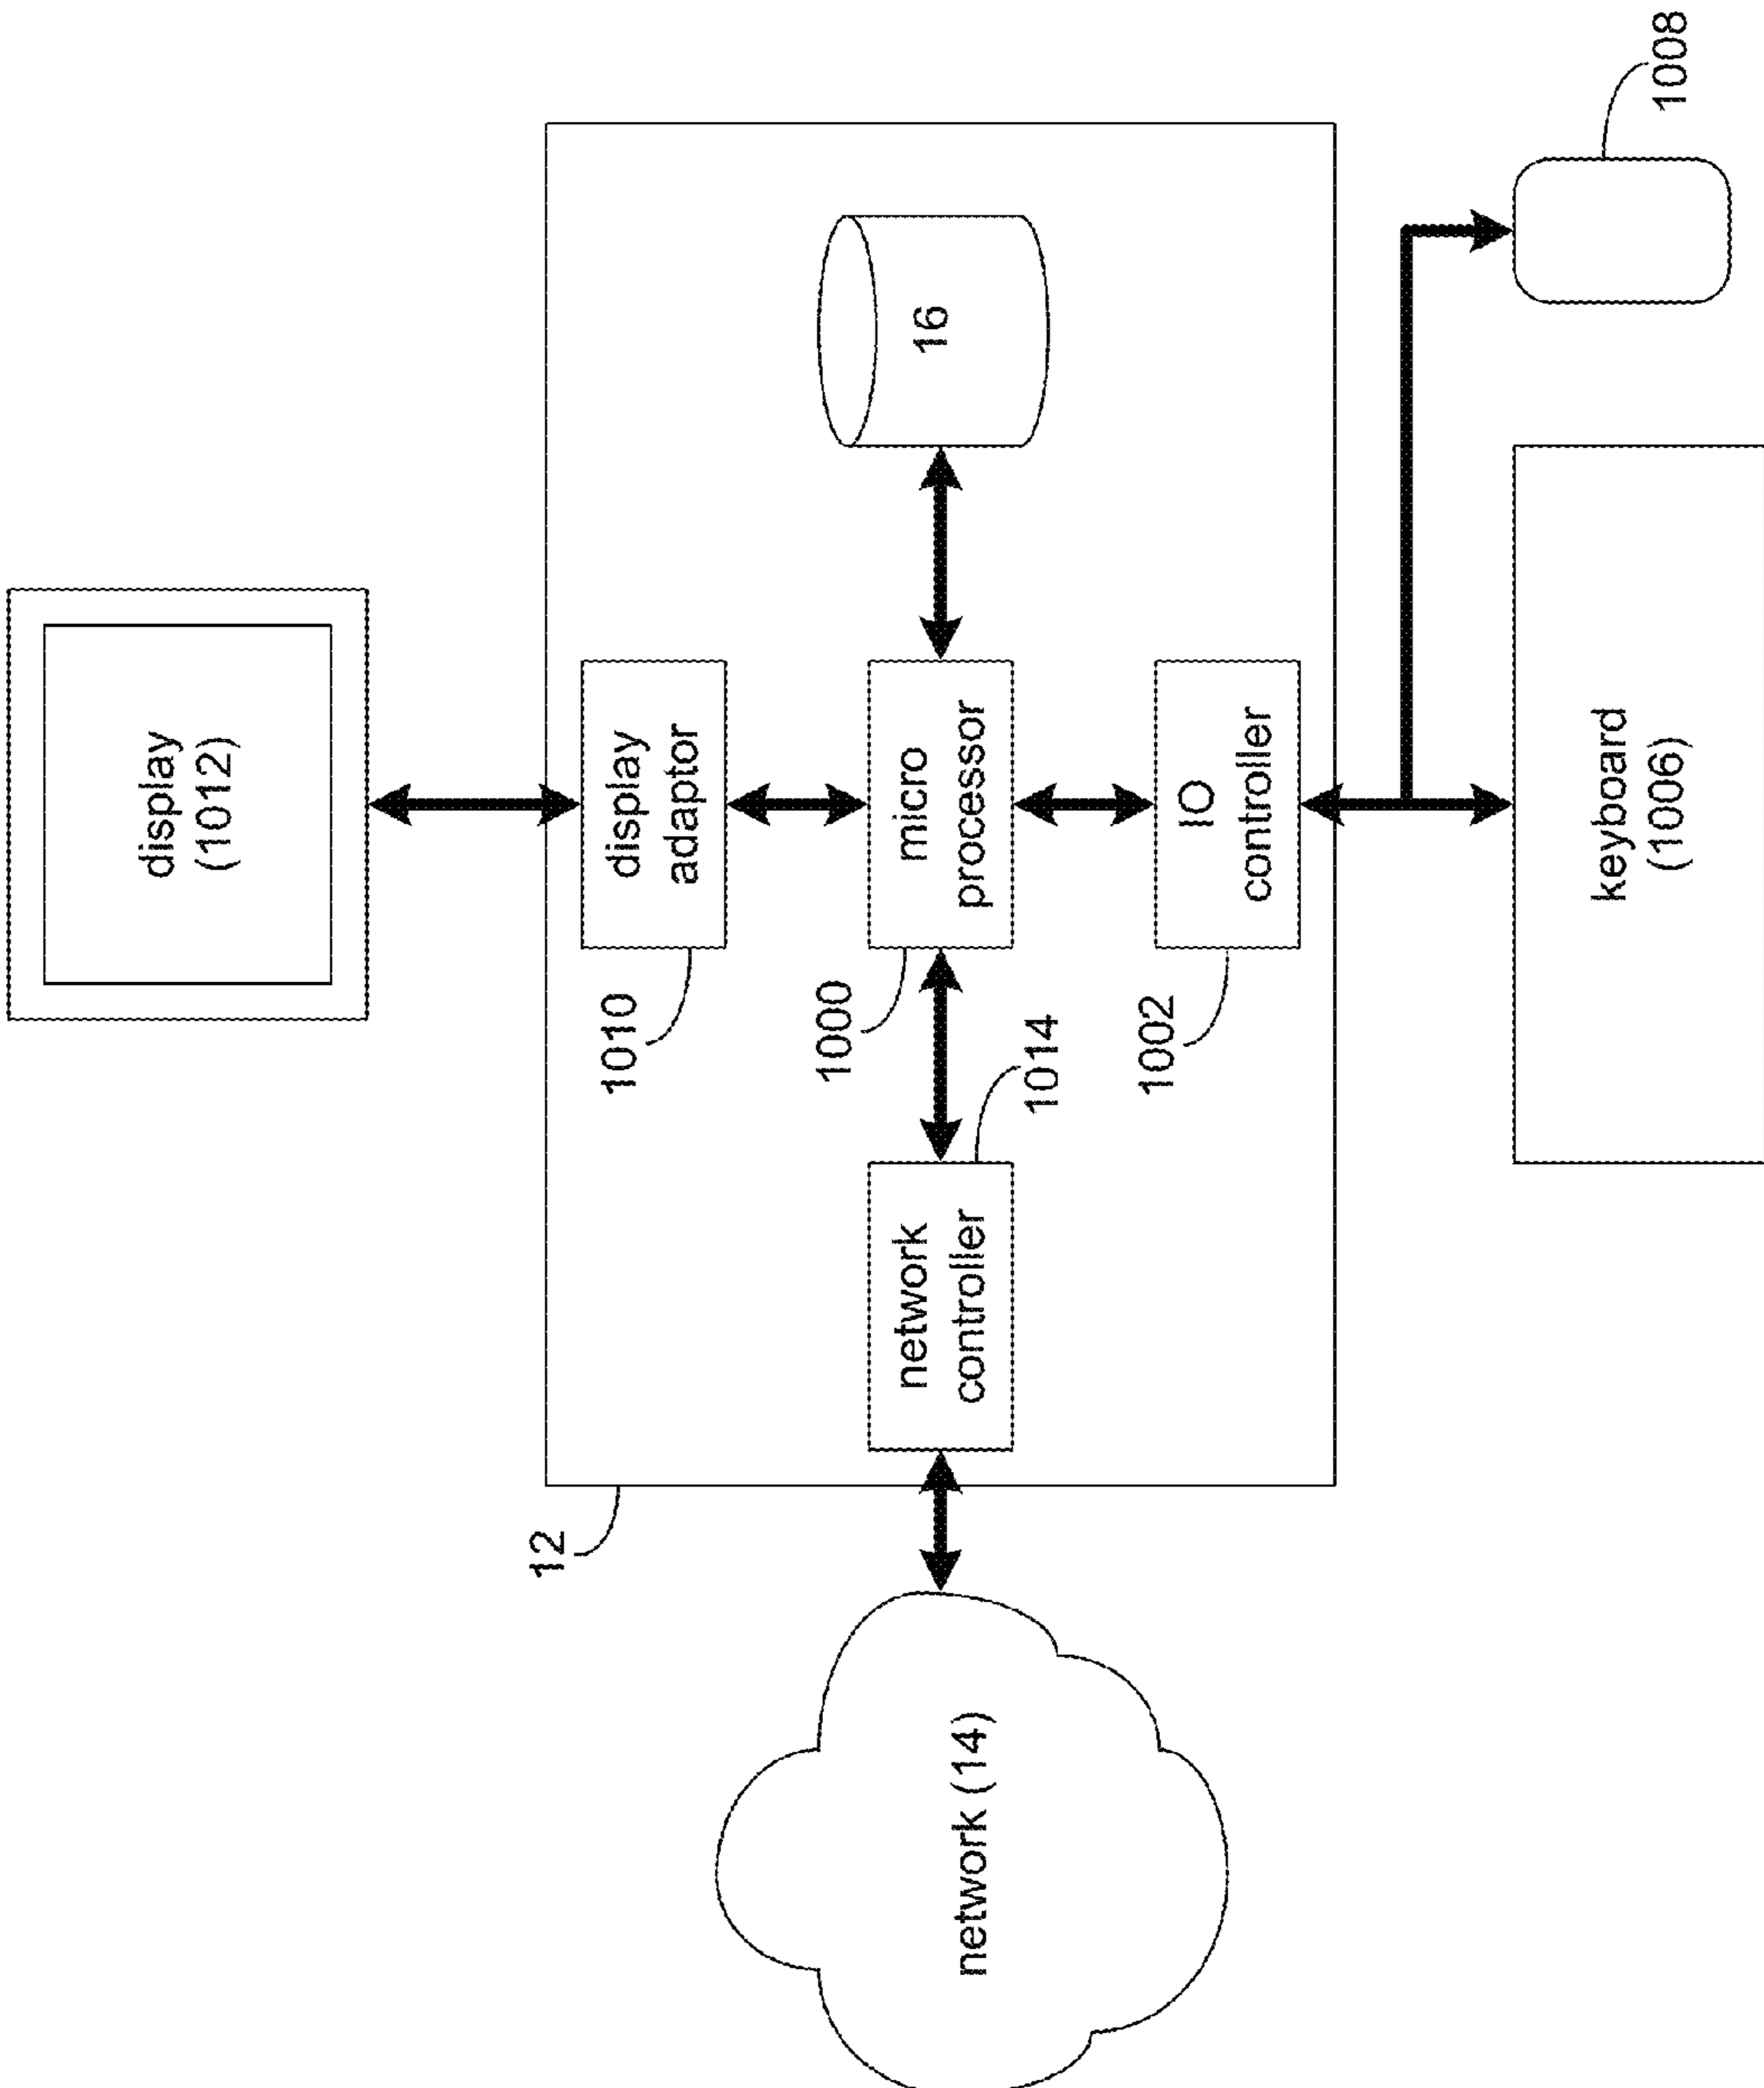 display
(1012)
display
adaptor
1010
micro
processor
1000
16
network
controller
1014
12
network (14)
IO
controller
1002
keyboard
(1006)
1008